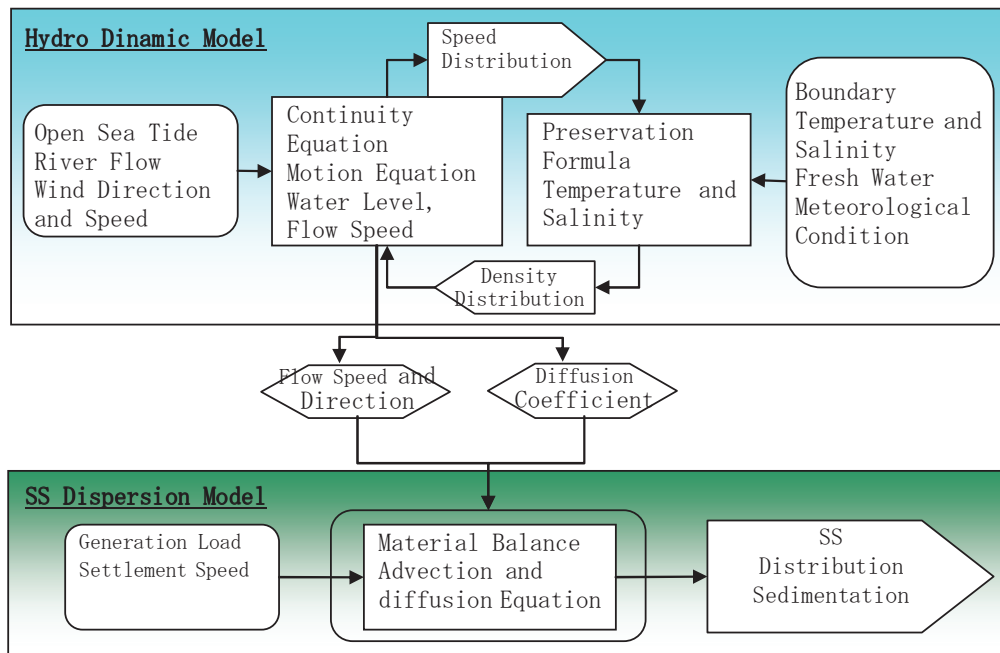 Hydro Dinamic Model
Speed
Distribution
Open Sea Tide
River Flow
Wind Direction
and Speed
Continuity
Equation
Motion Equation
Water Level,
Flow Speed
Preservation
Formula
Temperature and
Salinity
Boundary
Temperature and
Salinity
Fresh Water
Meteorological
Condition
Density
Distribution
Flow Speed and
Direction
Diffusion
Coefficient
SS Dispersion Model
Generation Load
Settlement Speed
Material Balance
Advection and
diffusion Equation
SS
Distribution
Sedimentation